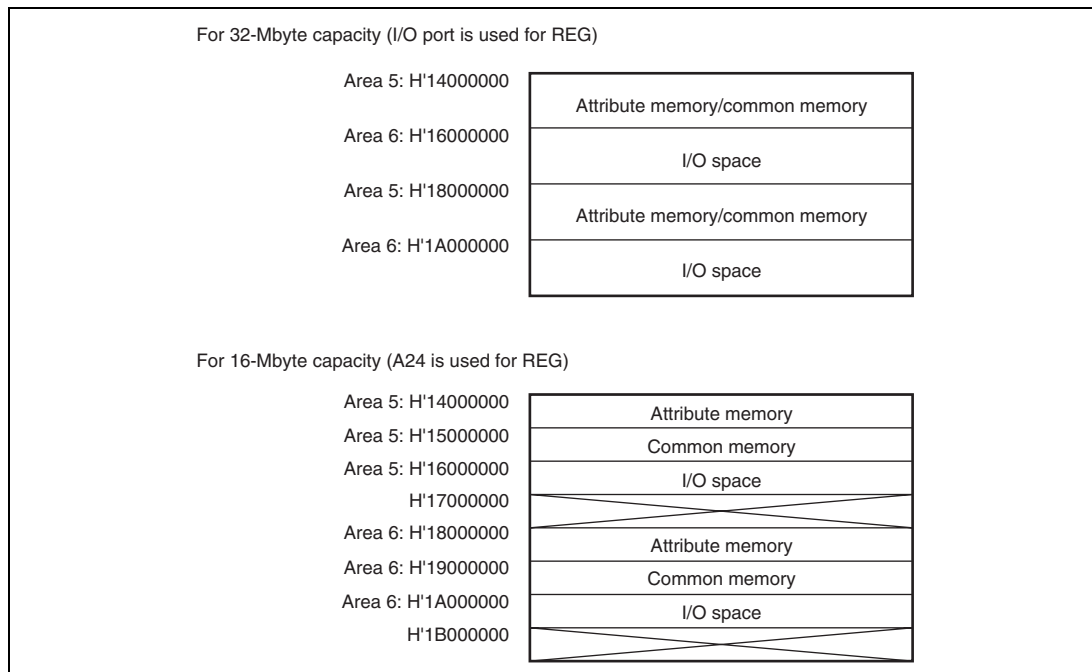 For 32-Mbyte capacity (I/O port is used for REG)
Area 5: H'14000000
Attribute memory/common memory
Area 6: H'16000000
I/O space
Area 5: H'18000000
Attribute memory/common memory
Area 6: H'1A000000
I/O space
For 16-Mbyte capacity (A24 is used for REG)
Area 5: H'14000000
Attribute memory
Area 5: H'15000000
Common memory
Area 5: H'16000000
I/O space
H'17000000
Area 6: H'18000000
Attribute memory
Area 6: H'19000000
Common memory
Area 6: H'1A000000
I/O space
H'1B000000